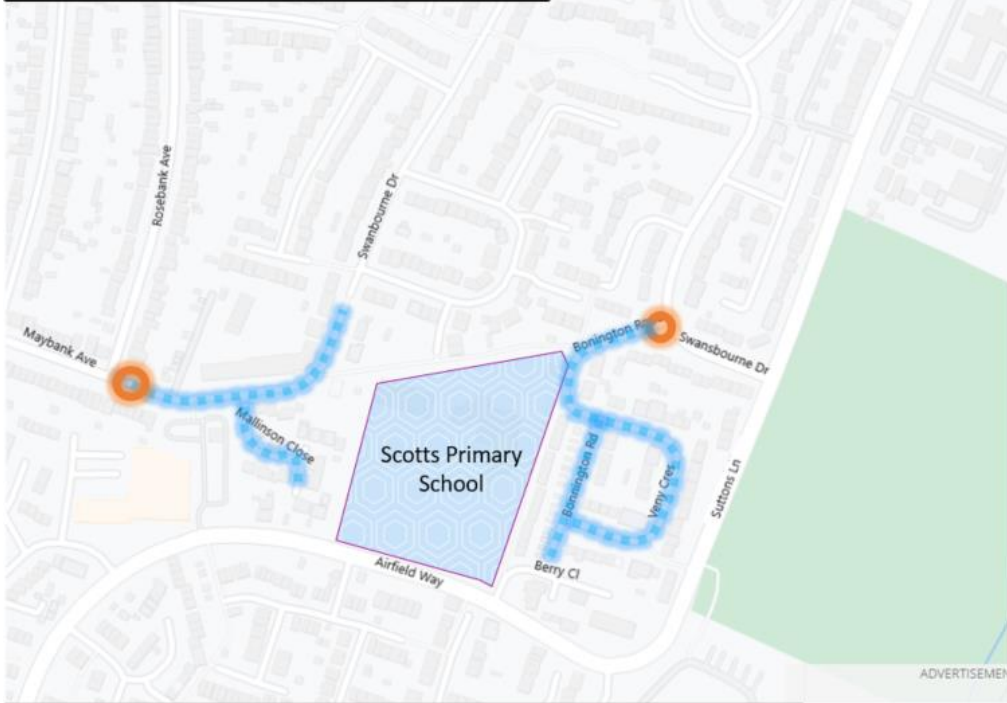 Rosebank Ave
Swanbourne Dr
Maybank Ave
Bonington R
Swansbourne Dr
Mallinson Close
Scotts Primary
School
Bonnington Rd
Veny Cres
Suttons Ln
Airfield Way
Berry Cl
ADVERTISEMEN